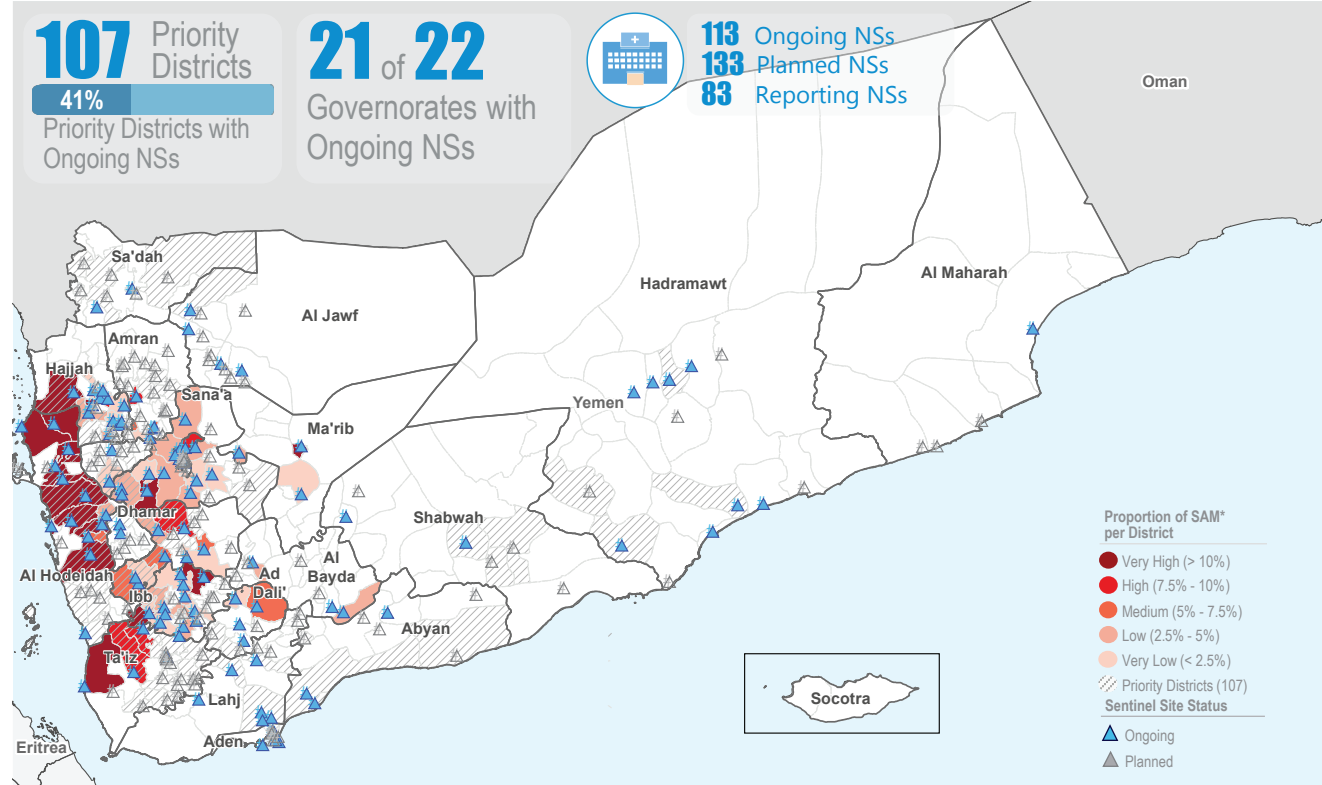 107 Priority
Districts
41%
Priority Districts with
Ongoing NSs
21 of 22
Governorates with
Ongoing NSs
113 Ongoing NSs
133 Planned NSs
83 Reporting NSs
Oman
Sa'dah
Hadramawt
Al Maharah
Al Jawf
Amran
Hajjah
Sana'a
Yemen
Ma'rib
Dhamar
Shabwah
Al Hodeidah
Al
Bayda
Ad
Dali'
Ibb
Abyan
Ta'iz
Lahj
Socotra
Aden
Eritrea
Proportion of SAM*
per District
Very High (> 10%)
High (7.5% - 10%)
Medium (5% - 7.5%)
Low (2.5% - 5%)
Very Low (< 2.5%)
Priority Districts (107)
Sentinel Site Status
Ongoing
Planned